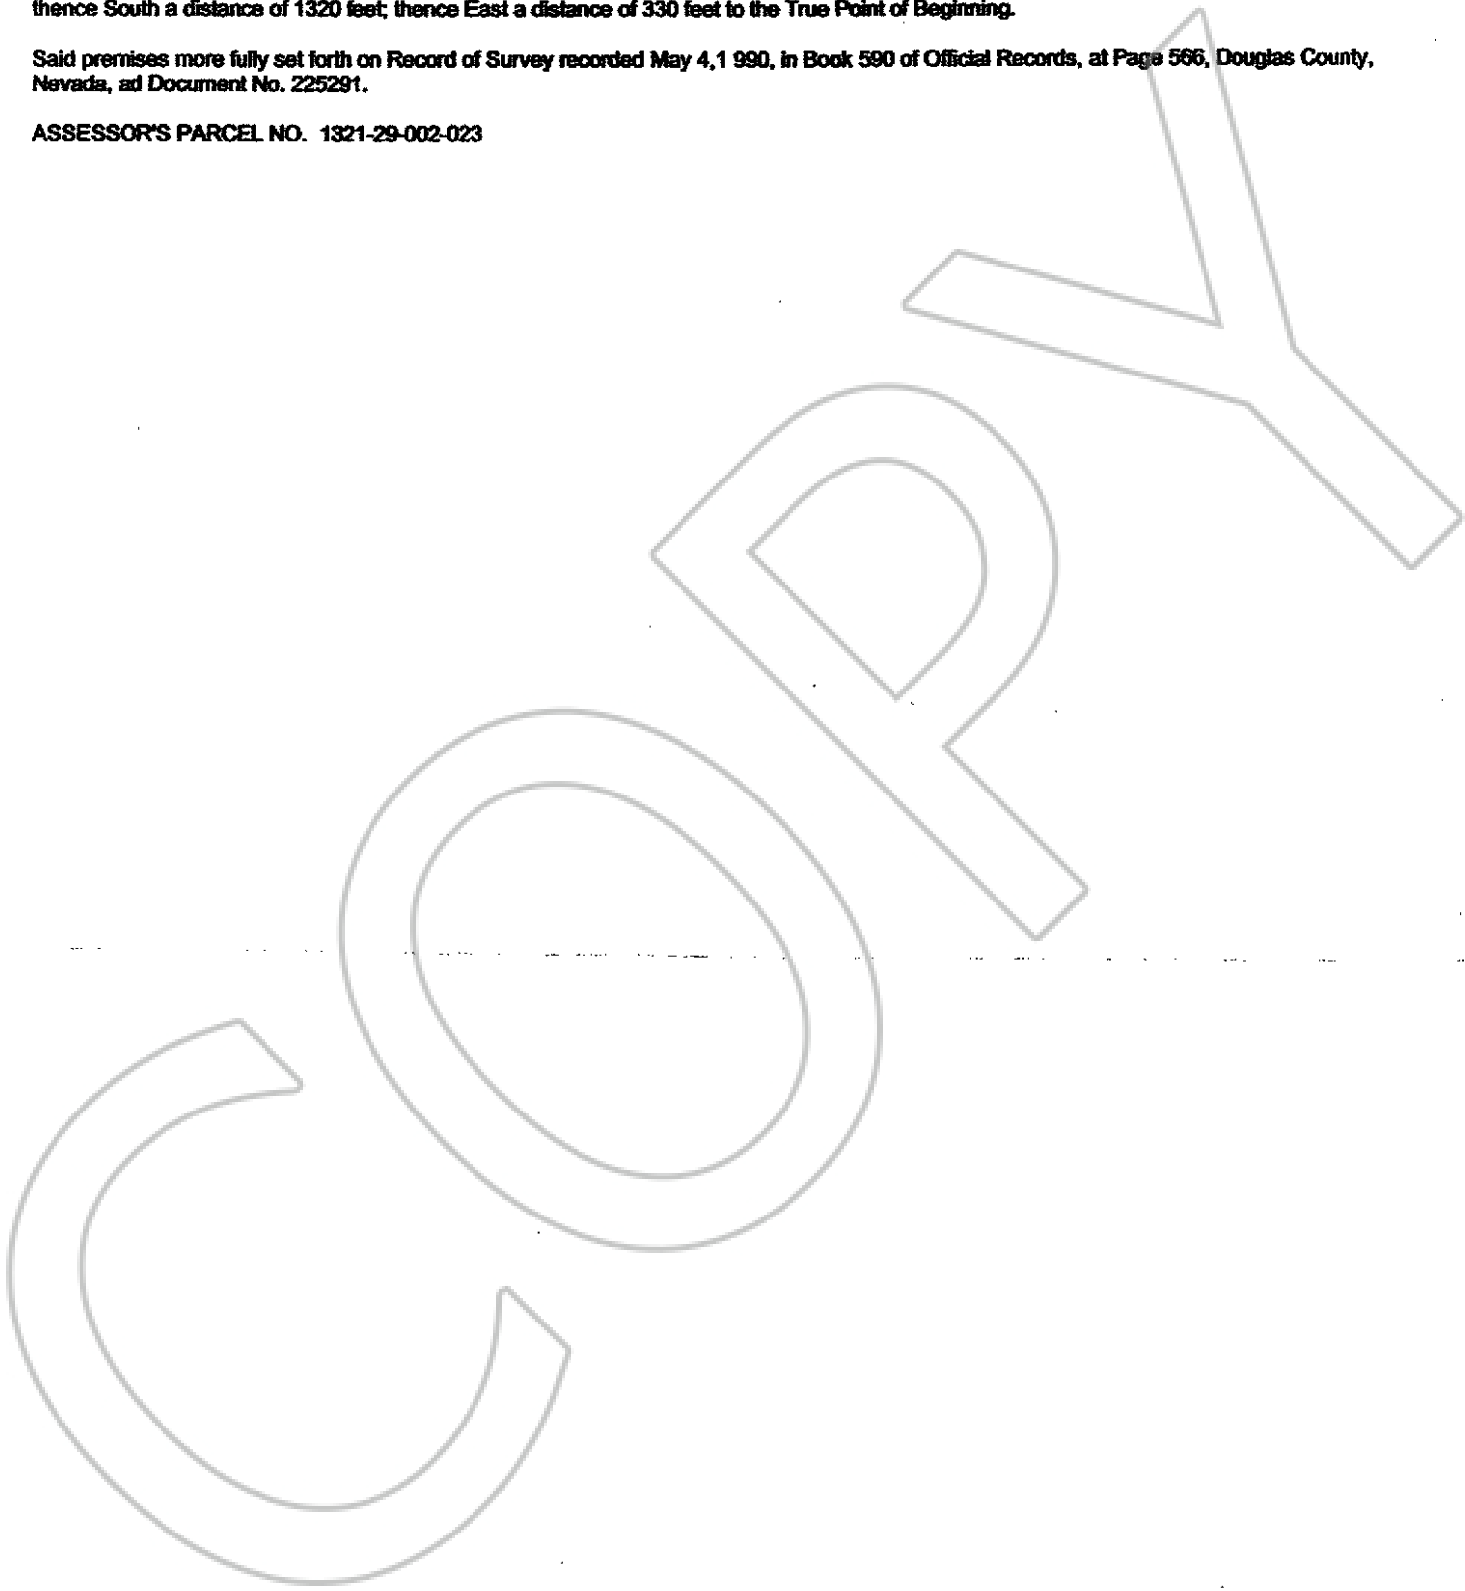 thence South a distance of 1320 feet; thence East a distance of 330 feet to the True Point of Beginning.
Said premises more fully set forth on Record of Survey recorded May 4,1 990, in Book 590 of Official Records, at Page 566, Douglas County,
Nevada, ad Document No. 225291.
ASSESSOR'S PARCEL NO. 1321-29-002-023
COPY